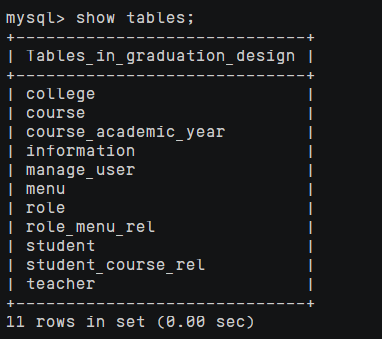 mysql> show tables;
+-----------------------------+
| Tables_in_graduation_design |
+-----------------------------+
| college                     |
| course                      |
| course_academic_year        |
| information                 |
| manage_user                 |
| menu                        |
| role                        |
| role_menu_rel               |
| student                     |
| student_course_rel          |
| teacher                     |
+-----------------------------+
11 rows in set (0.00 sec)